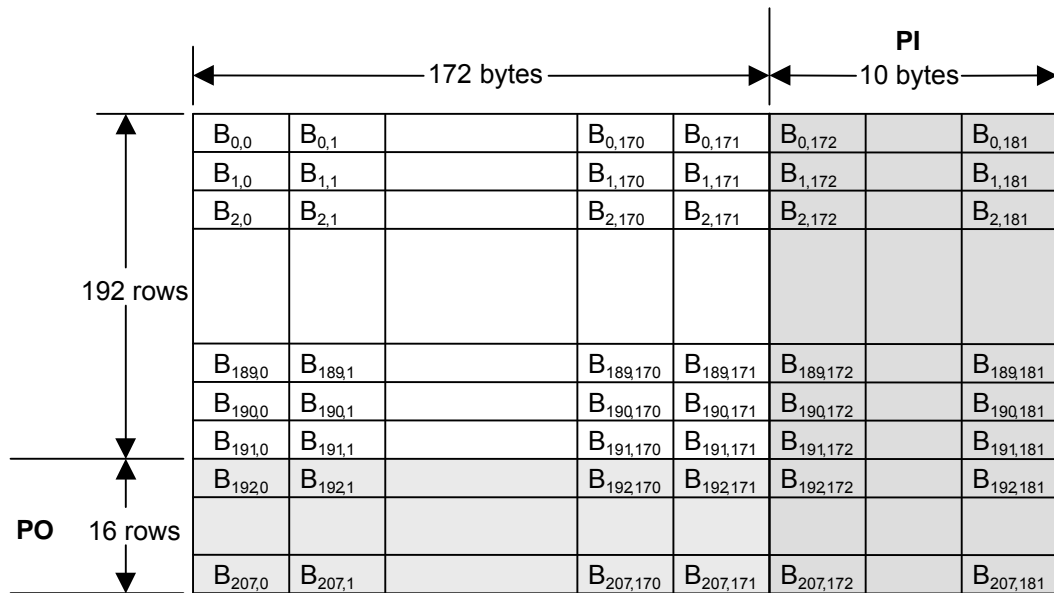 PI
172 bytes 10 bytes
B0,0 B0,1 B0,170 B0,171 B0,172 B0,181
B1,0 B1,1 B1,170 B1,171 B1,172 B1,181
B2,0 B2,1 B2,170 B2,171 B2,172 B2,181
192 rows
B189,0 B189,1 B189,170 B189,171 B189,172 B189,181
B190,0 B190,1 B190,170 B190,171 B190,172 B190,181
B191,0 B191,1 B191,170 B191,171 B191,172 B191,181
B192,0 B192,1 B192,170 B192,171 B192,172 B192,181
PO 16 rows
B207,0 B207,1 B207,170 B207,171 B207,172 B207,181